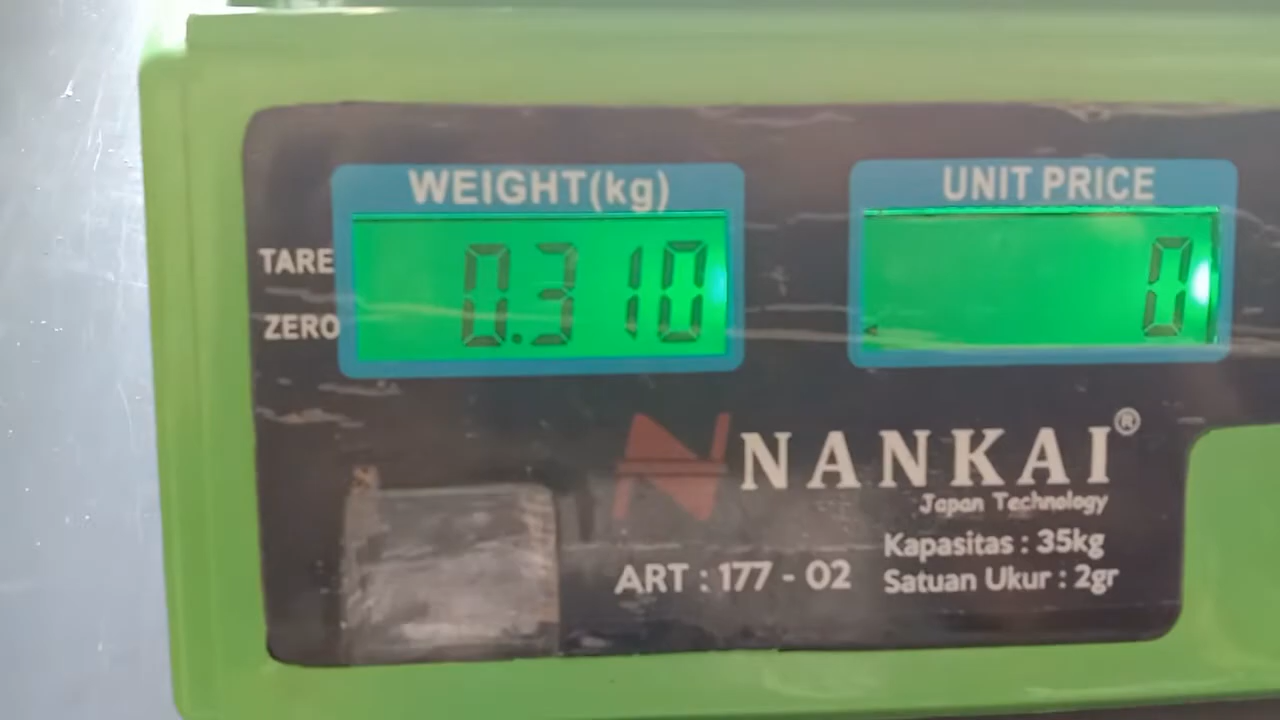 WEIGHT(kg)
UNIT PRICE
TARE
ZERO
0.310
0
NANKAI®
Japan Technology
ART : 177 - 02
Kapasitas : 35kg
Satuan Ukur : 2gr